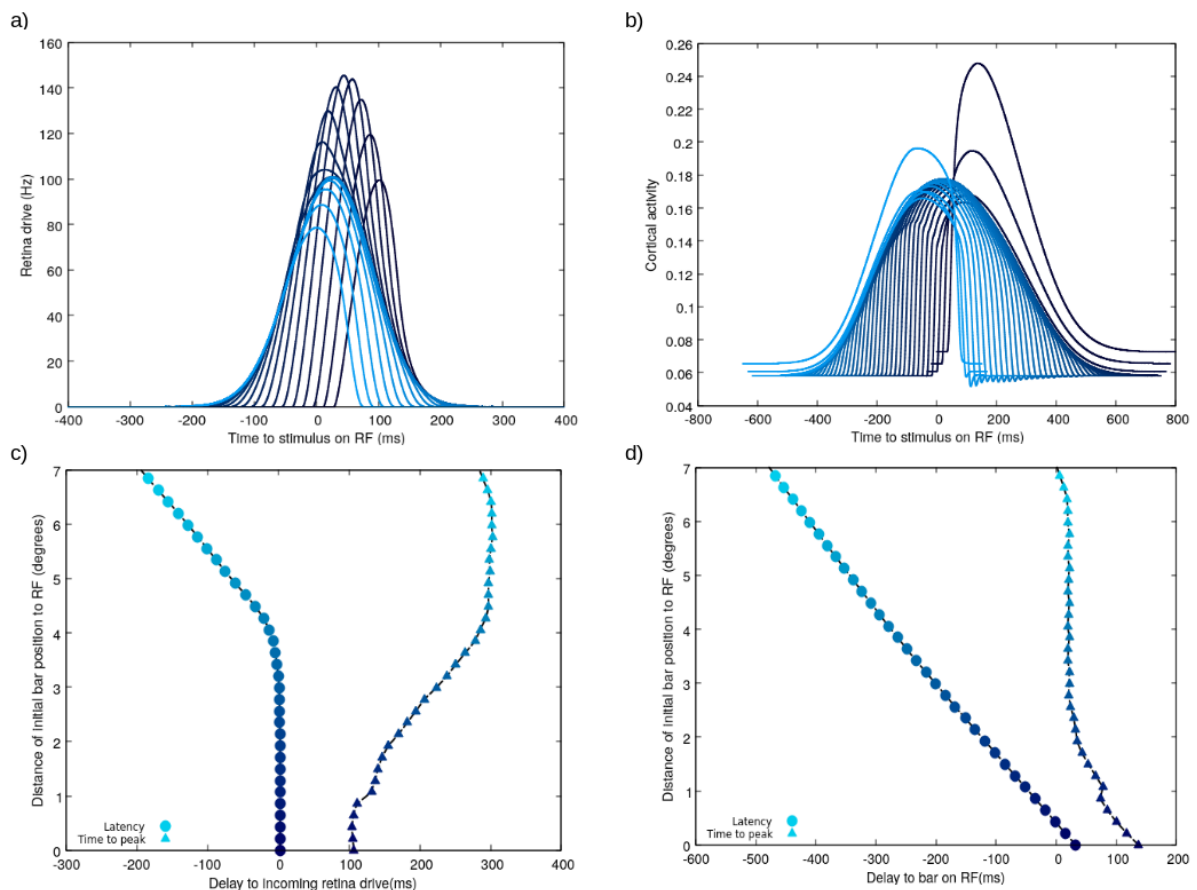 a)
160
140
120
100
80
60
40
20
0
Retina drive (Hz)
-400 -300 -200 -100 0 100 200 300 400
Time to stimulus on RF (ms)
b)
0.26
0.24
0.22
0.2
0.18
0.16
0.14
0.12
0.1
0.08
0.06
0.04
Cortical activity
-800 -600 -400 -200 0 200 400 600 800
Time to stimulus on RF (ms)
c)
7
6
5
4
3
2
1
0
Distance of initial bar position to RF (degrees)
Latency
Time to peak
-300 -200 -100 0 100 200 300 400
Delay to incoming retina drive(ms)
d)
7
6
5
4
3
2
1
0
Distance of initial bar position to RF (degrees)
Latency
Time to peak
-600 -500 -400 -300 -200 -100 0 100 200
Delay to bar on RF(ms)